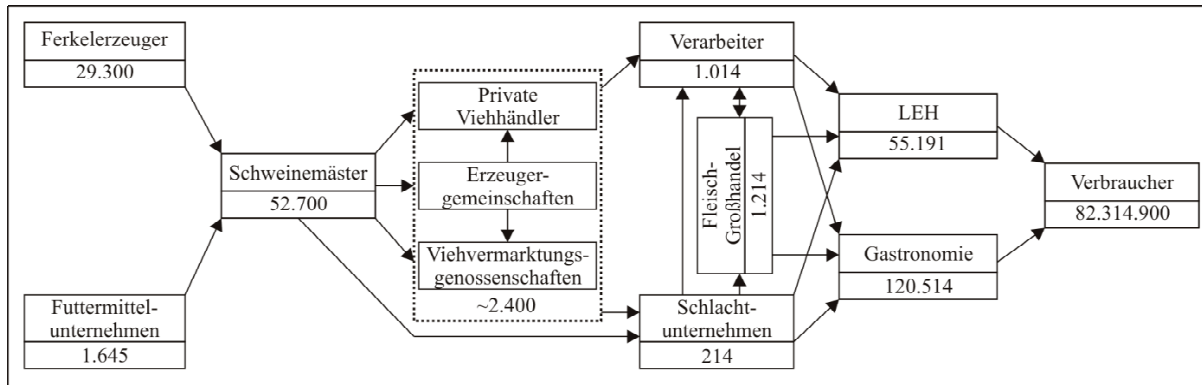 Ferkelerzeuger
29.300
Futtermittel-
unternehmen
1.645
Schweinemäster
52.700
Private
Viehhändler
Erzeuger-
gemeinschaften
Viehvermarktungs-
genossenschaften
~2.400
Verarbeiter
1.014
Fleisch-
Großhandel
1.214
Schlacht-
unternehmen
214
LEH
55.191
Gastronomie
120.514
Verbraucher
82.314.900